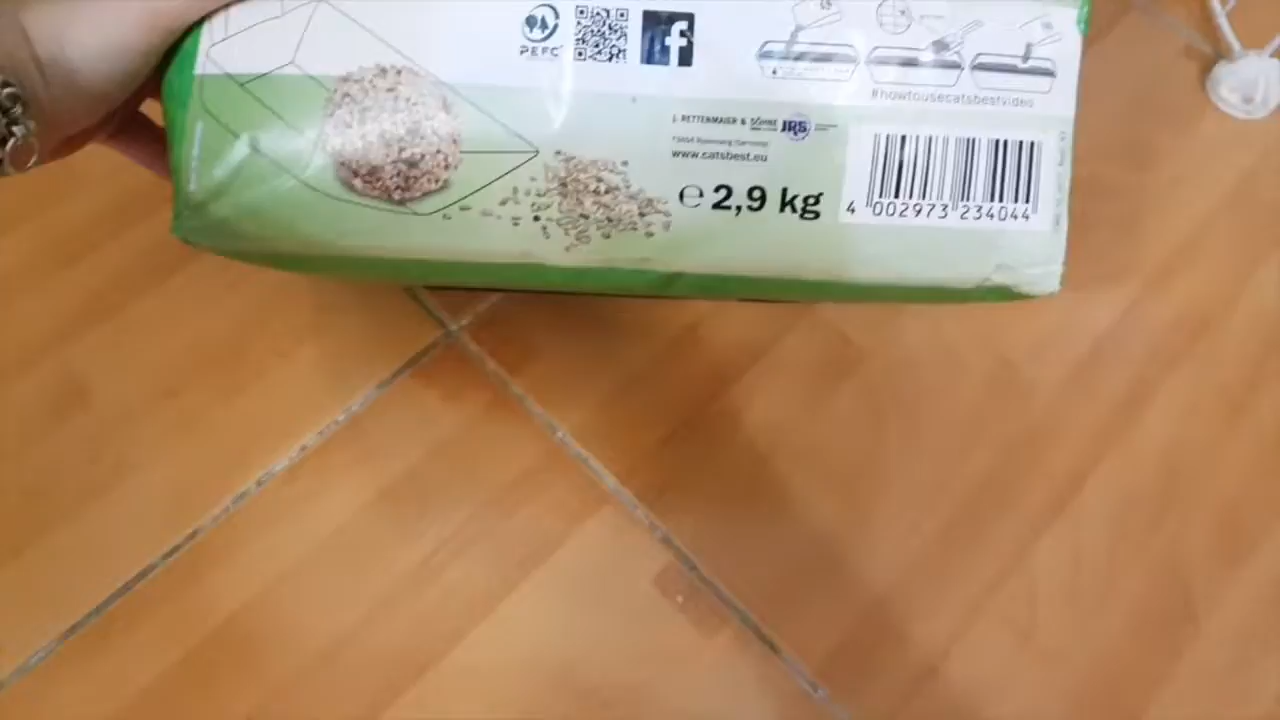 PEFC
#howtousecatsbestvideo
J. RETTENMAIER & SÖHNE
JRS
www.catsbest.eu
℮ 2,9 kg
4 002973 234044